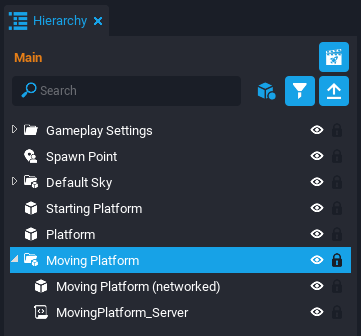 Hierarchy
Main
Search
Gameplay Settings
Spawn Point
Default Sky
Starting Platform
Platform
Moving Platform
Moving Platform (networked)
MovingPlatform_Server